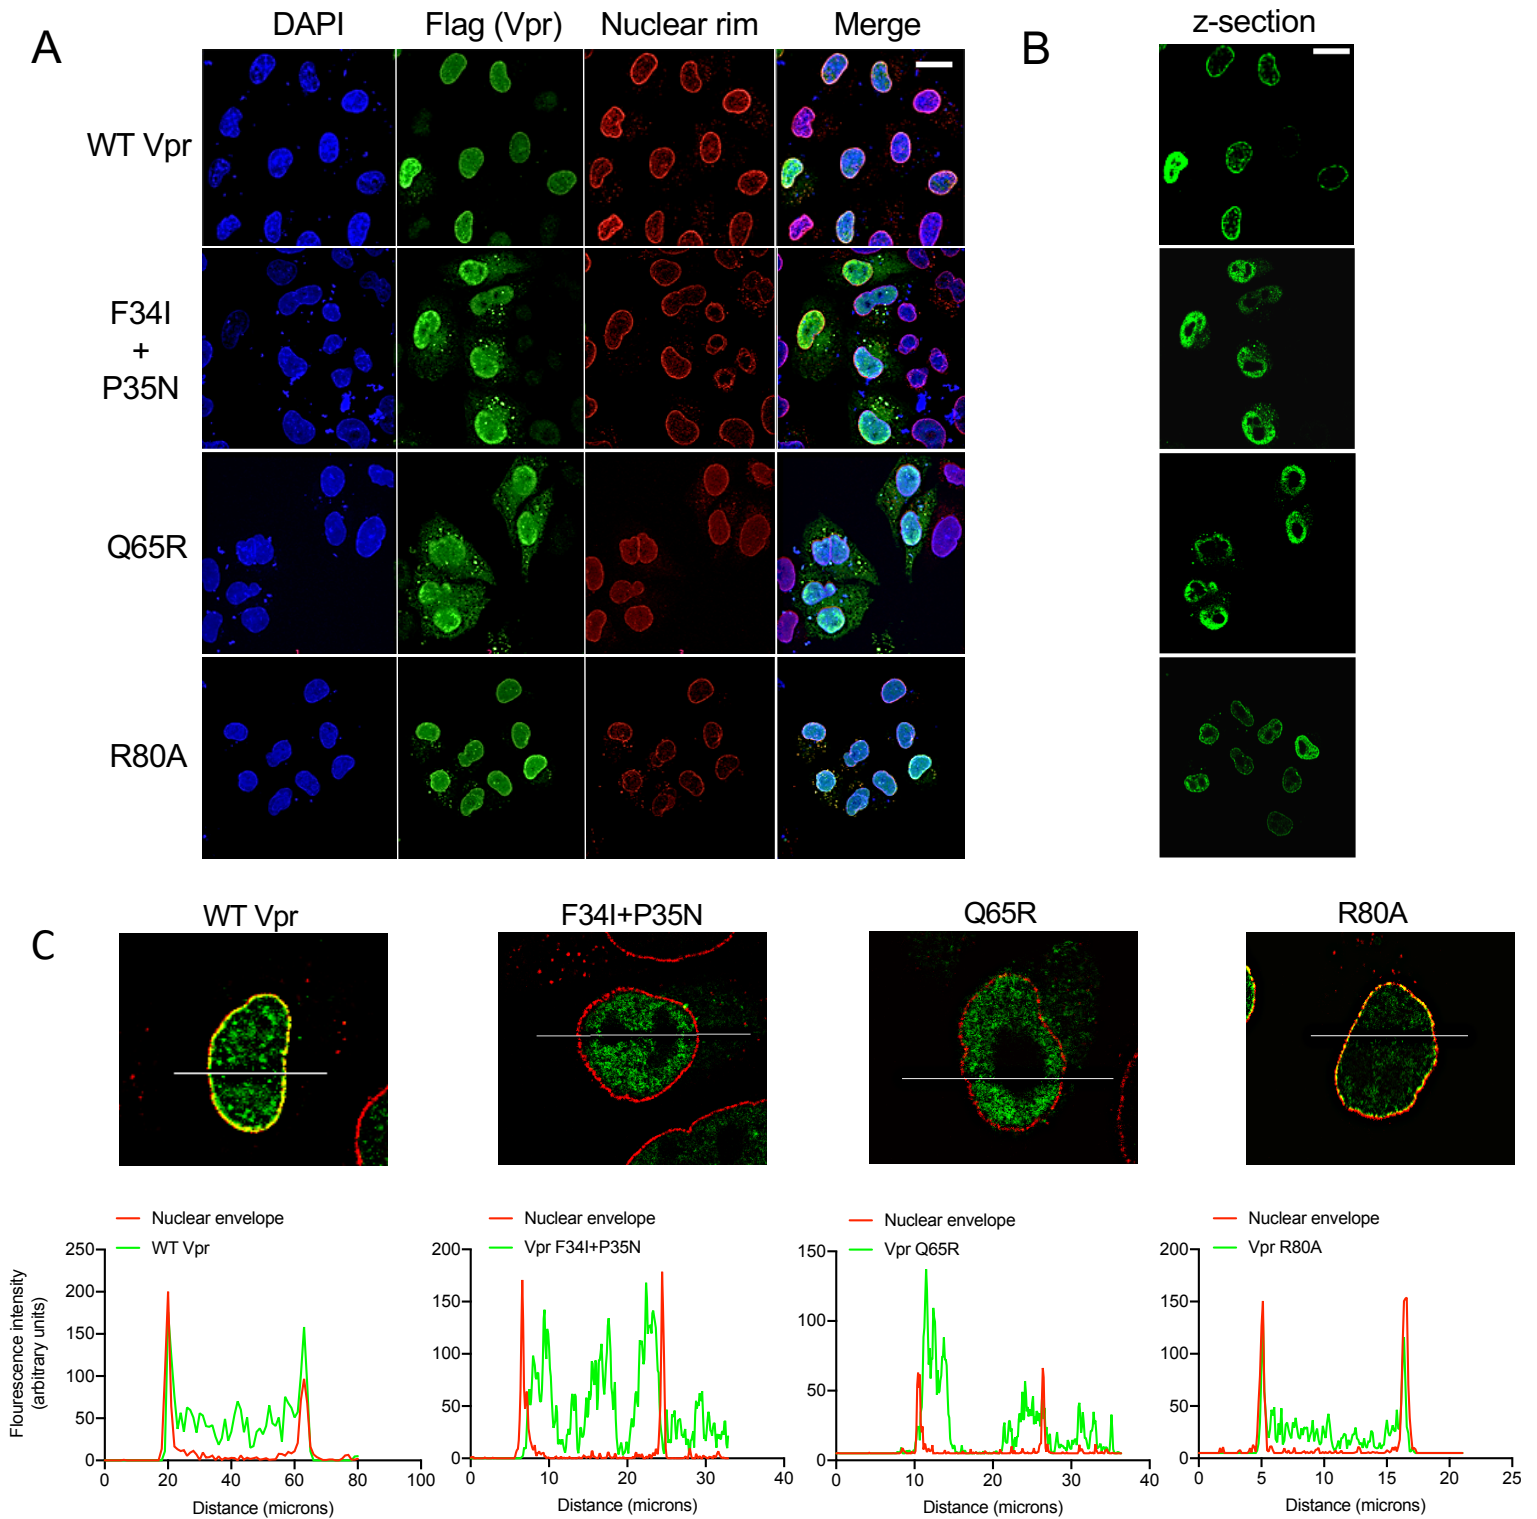 A
DAPI
Flag (Vpr)
Nuclear rim
Merge
B
z-section
WT Vpr
F34I
+
P35N
Q65R
R80A
C
WT Vpr
F34I+P35N
Q65R
R80A
Nuclear envelope
WT Vpr
Flourescence intensity
(arbitrary units)
250
200
150
100
50
0
0
20
40
60
80
100
Distance (microns)
Nuclear envelope
Vpr F34I+P35N
200
150
100
50
0
0
10
20
30
40
Distance (microns)
Nuclear envelope
Vpr Q65R
150
100
50
0
0
10
20
30
40
Distance (microns)
Nuclear envelope
Vpr R80A
200
150
100
50
0
0
5
10
15
20
25
Distance (microns)